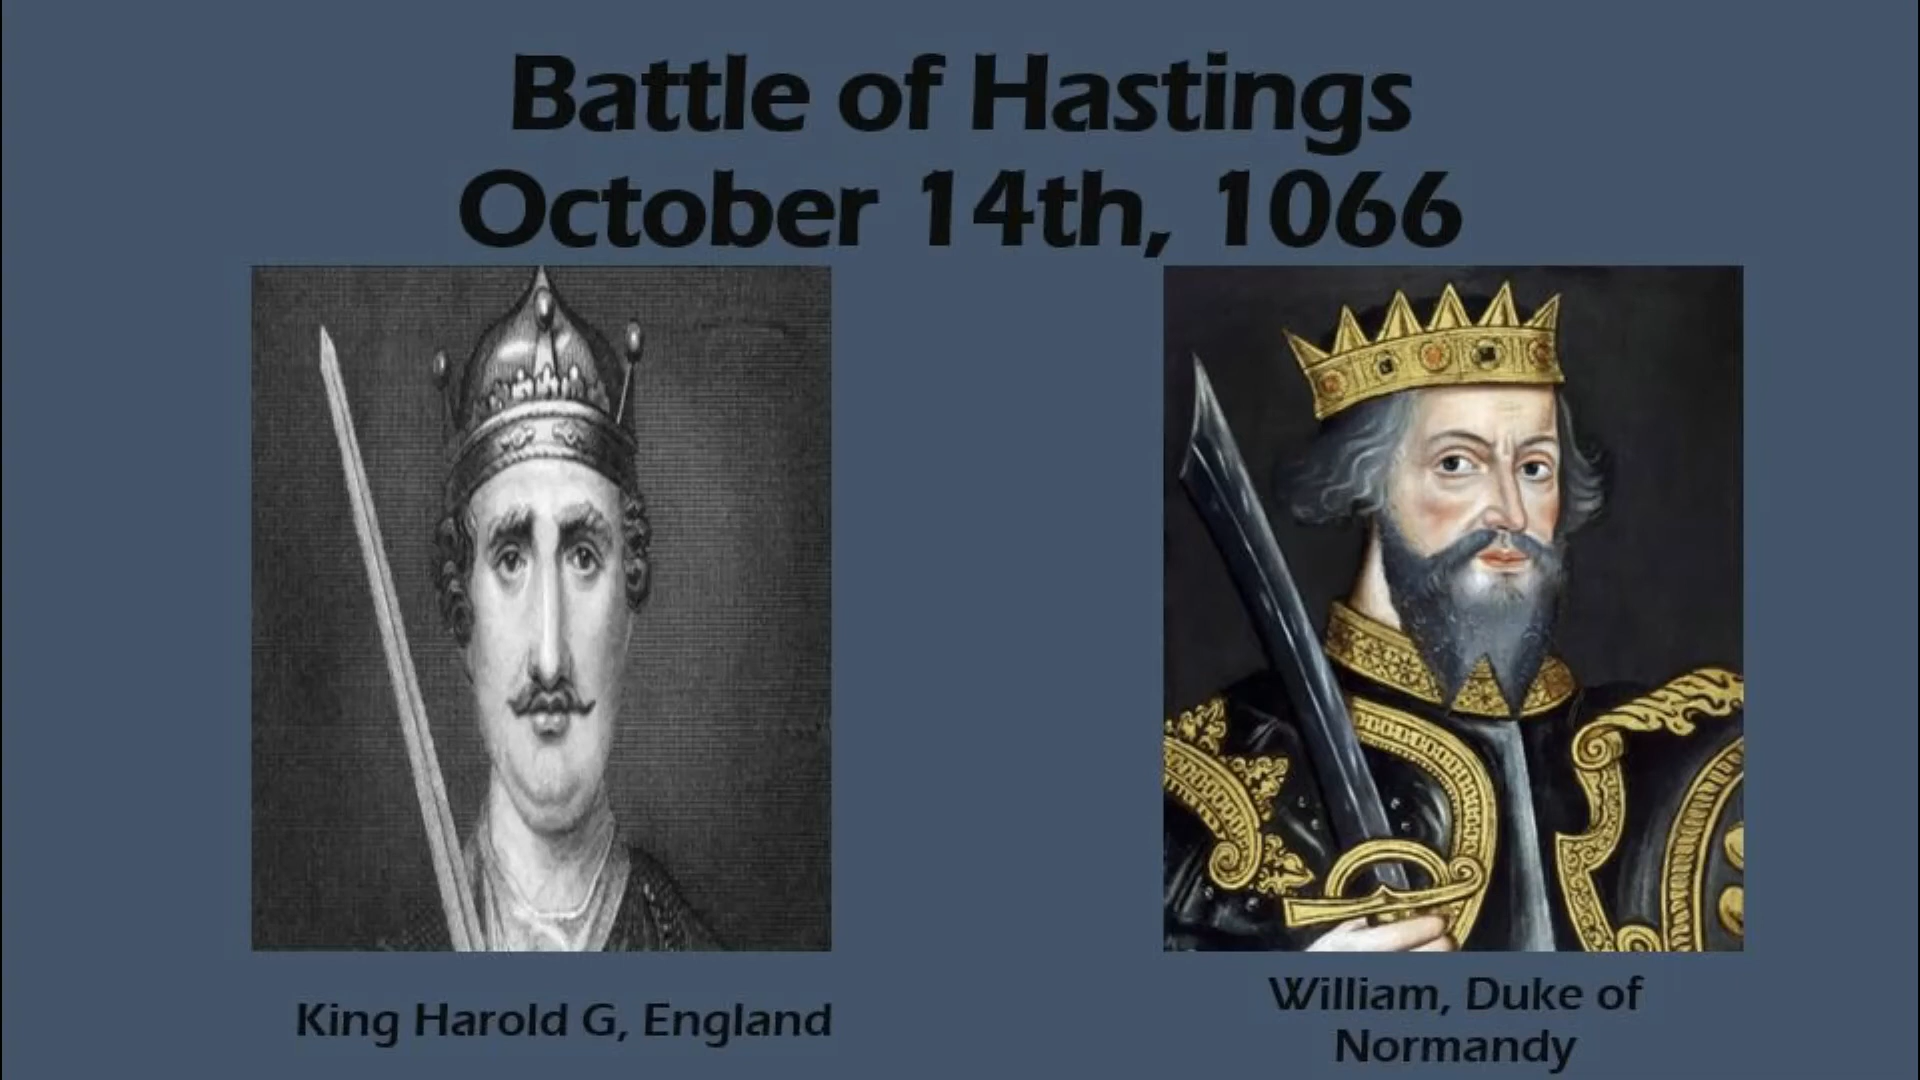 Battle of Hastings
October 14th, 1066
King Harold G, England
William, Duke of
Normandy